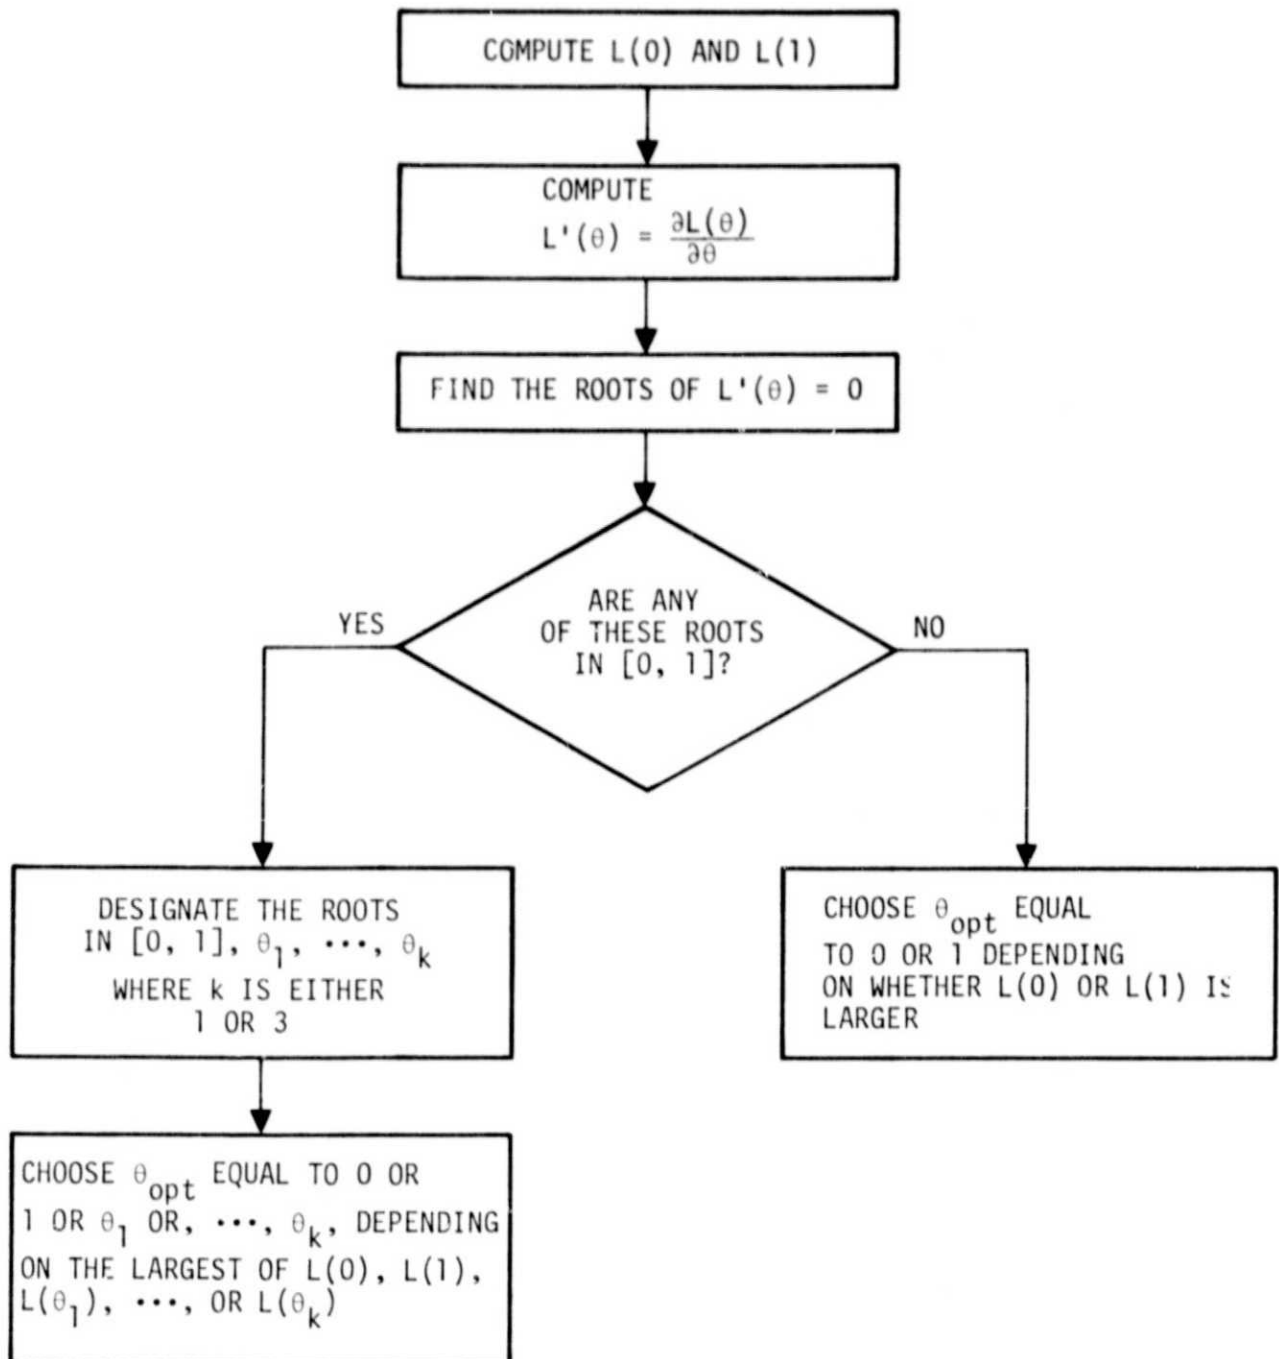 COMPUTE L(0) AND L(1)
COMPUTE
L'(θ) = ∂L(θ)/∂θ
FIND THE ROOTS OF L'(θ) = 0
ARE ANY
OF THESE ROOTS
IN [0, 1]?
YES
NO
DESIGNATE THE ROOTS
IN [0, 1], θ1, ⋯, θk
WHERE k IS EITHER
1 OR 3
CHOOSE θopt EQUAL
TO 0 OR 1 DEPENDING
ON WHETHER L(0) OR L(1) IS
LARGER
CHOOSE θopt EQUAL TO 0 OR
1 OR θ1 OR, ⋯, θk, DEPENDING
ON THE LARGEST OF L(0), L(1),
L(θ1), ⋯, OR L(θk)